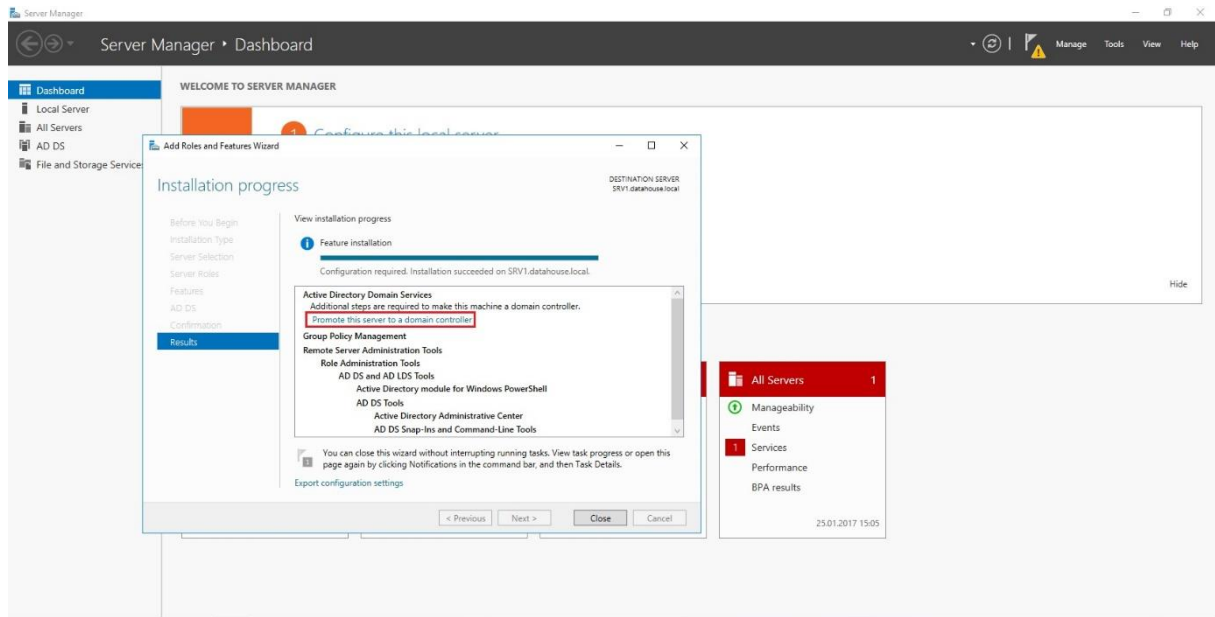 Server Manager
Server Manager • Dashboard
Manage Tools View Help
Dashboard
Local Server
All Servers
AD DS
File and Storage Services
WELCOME TO SERVER MANAGER
1 Configure this local server
Hide
Add Roles and Features Wizard
Installation progress
DESTINATION SERVER
SRV1.datahouse.local
Before You Begin
Installation Type
Server Selection
Server Roles
Features
AD DS
Confirmation
Results
View installation progress
Feature installation
Configuration required. Installation succeeded on SRV1.datahouse.local.
Active Directory Domain Services
Additional steps are required to make this machine a domain controller.
Promote this server to a domain controller
Group Policy Management
Remote Server Administration Tools
Role Administration Tools
AD DS and AD LDS Tools
Active Directory module for Windows PowerShell
AD DS Tools
Active Directory Administrative Center
AD DS Snap-Ins and Command-Line Tools
You can close this wizard without interrupting running tasks. View task progress or open this
page again by clicking Notifications in the command bar, and then Task Details.
Export configuration settings
< Previous Next > Close Cancel
All Servers 1
Manageability
Events
1 Services
Performance
BPA results
25.01.2017 15:05